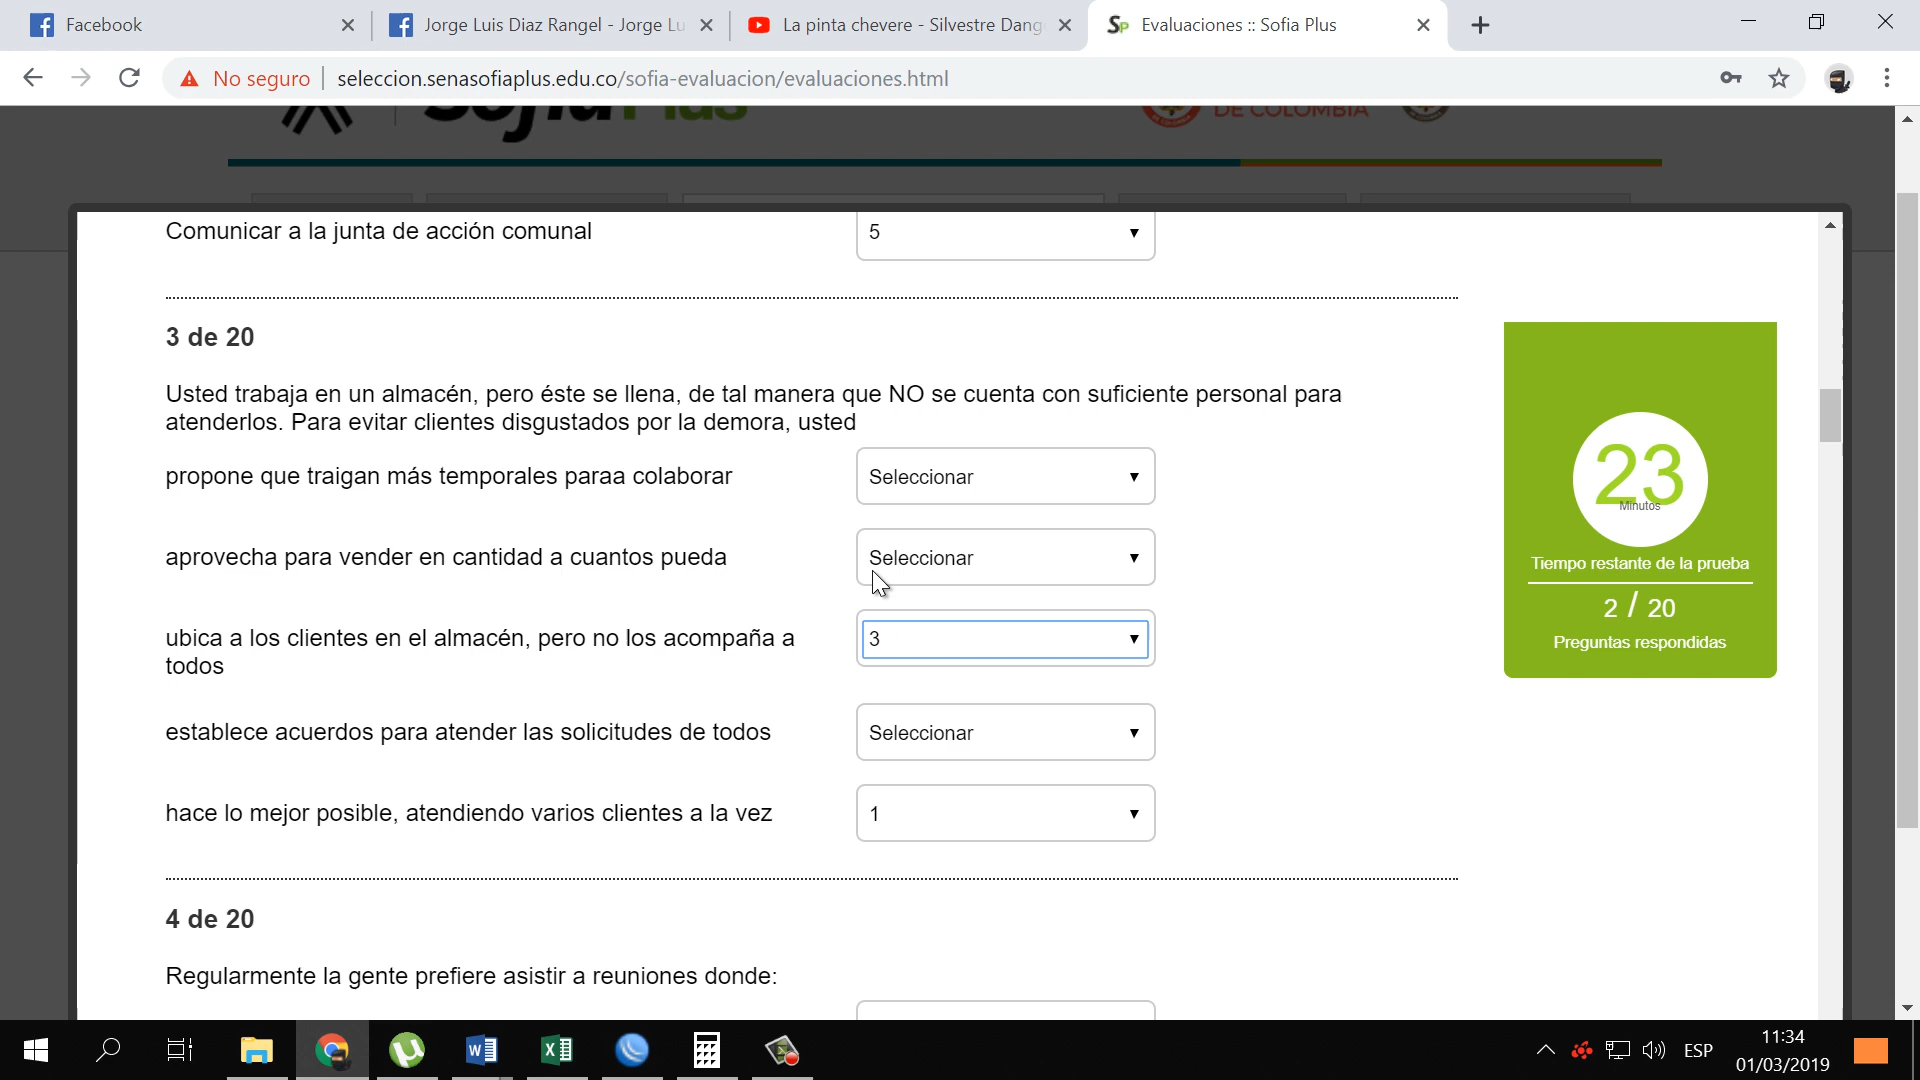 Facebook
Jorge Luis Diaz Rangel - Jorge Lu
La pinta chevere - Silvestre Dang
Sp Evaluaciones :: Sofia Plus
No seguro | seleccion.senasofiaplus.edu.co/sofia-evaluacion/evaluaciones.html
Sofia Plus
DE COLOMBIA
Comunicar a la junta de acción comunal
5
3 de 20
Usted trabaja en un almacén, pero éste se llena, de tal manera que NO se cuenta con suficiente personal para
atenderlos. Para evitar clientes disgustados por la demora, usted
propone que traigan más temporales paraa colaborar
Seleccionar
aprovecha para vender en cantidad a cuantos pueda
Seleccionar
ubica a los clientes en el almacén, pero no los acompaña a
todos
3
establece acuerdos para atender las solicitudes de todos
Seleccionar
hace lo mejor posible, atendiendo varios clientes a la vez
1
23
Minutos
Tiempo restante de la prueba
2 / 20
Preguntas respondidas
4 de 20
Regularmente la gente prefiere asistir a reuniones donde:
ESP
11:34
01/03/2019